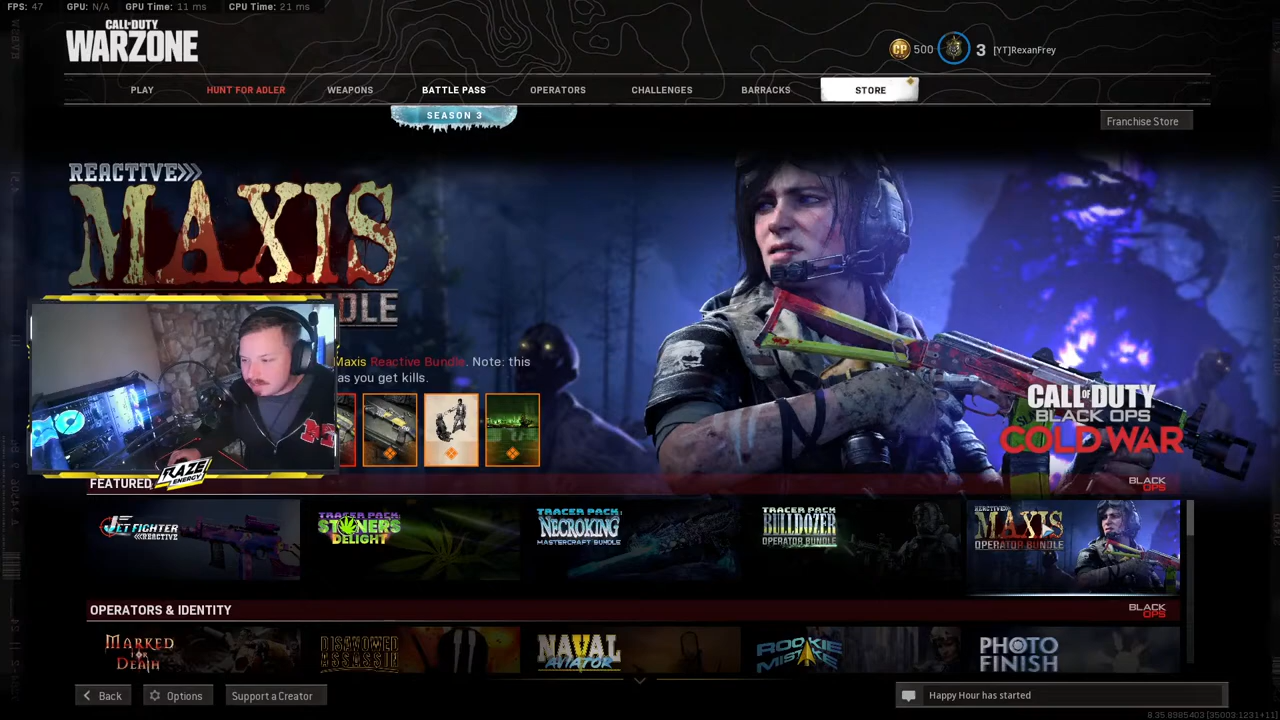 FPS: 47 GPU: N/A GPU Time: 11 ms CPU Time: 21 ms
CALL OF DUTY
WARZONE
CP 500 3 [YT]RexanFrey
PLAY HUNT FOR ADLER WEAPONS BATTLE PASS OPERATORS CHALLENGES BARRACKS STORE
SEASON 3
Franchise Store
REACTIVE
MAXIS
DLE
Maxis Reactive Bundle. Note: this
as you get kills.
CALL OF DUTY
BLACK OPS
COLD WAR
RAZE
ENERGY
FEATURED BLACK OPS
JET FIGHTER
REACTIVE
TRACER PACK:
STONERS
DELIGHT
TRACER PACK:
NECROKING
MASTERCRAFT BUNDLE
TRACER PACK
BULLDOZER
OPERATOR BUNDLE
REACTIVE
MAXIS
OPERATOR BUNDLE
OPERATORS & IDENTITY BLACK OPS
MARKED
FOR
DEATH
DISAVOWED
ASSASSIN
NAVAL
AVIATOR
ROOKIE
MISTAKE
PHOTO
FINISH
Back Options Support a Creator
Happy Hour has started